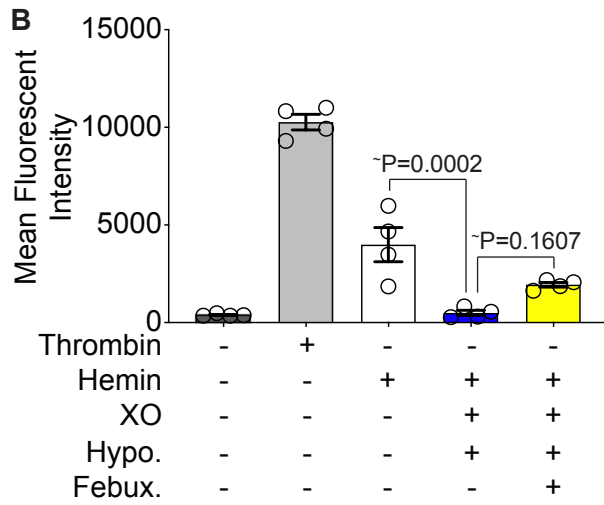 B
Mean Fluorescent
Intensity
15000
10000
5000
0
~P=0.0002
~P=0.1607
Thrombin - + - - -
Hemin - - + + +
XO - - - + +
Hypo. - - - + +
Febux. - - - - +